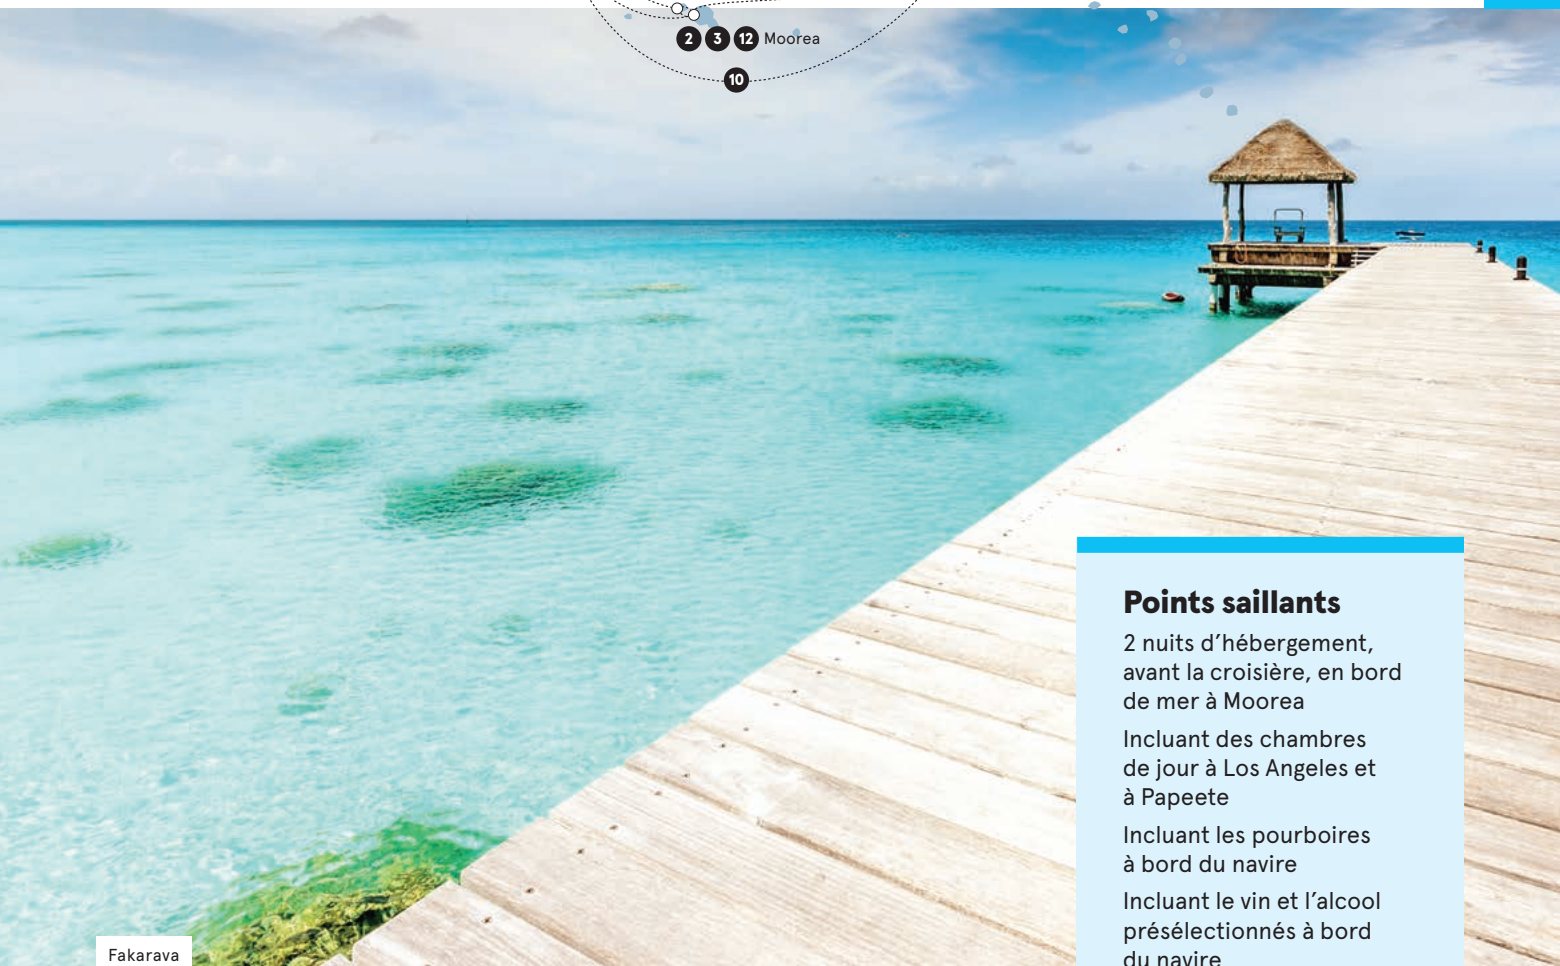 2 3 12 Moorea
10
Points saillants
2 nuits d’hébergement,
avant la croisière, en bord
de mer à Moorea
Incluant des chambres
de jour à Los Angeles et
à Papeete
Incluant les pourboires
à bord du navire
Incluant le vin et l’alcool
présélectionnés à bord
du navire
Fakarava